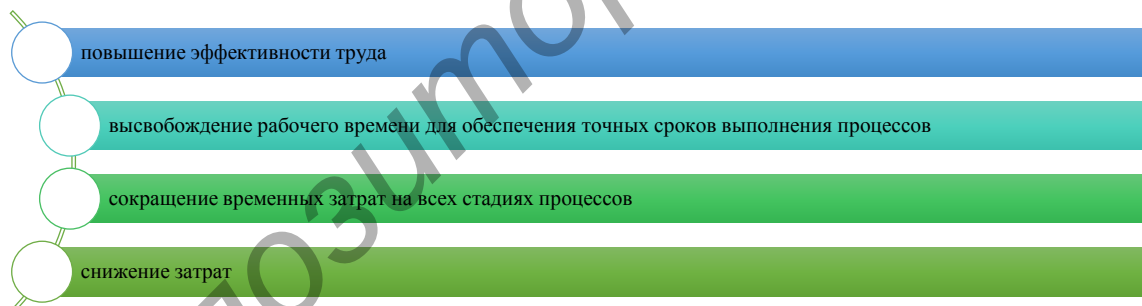 повышение эффективности труда
высвобождение рабочего времени для обеспечения точных сроков выполнения процессов
сокращение временных затрат на всех стадиях процессов
снижение затрат